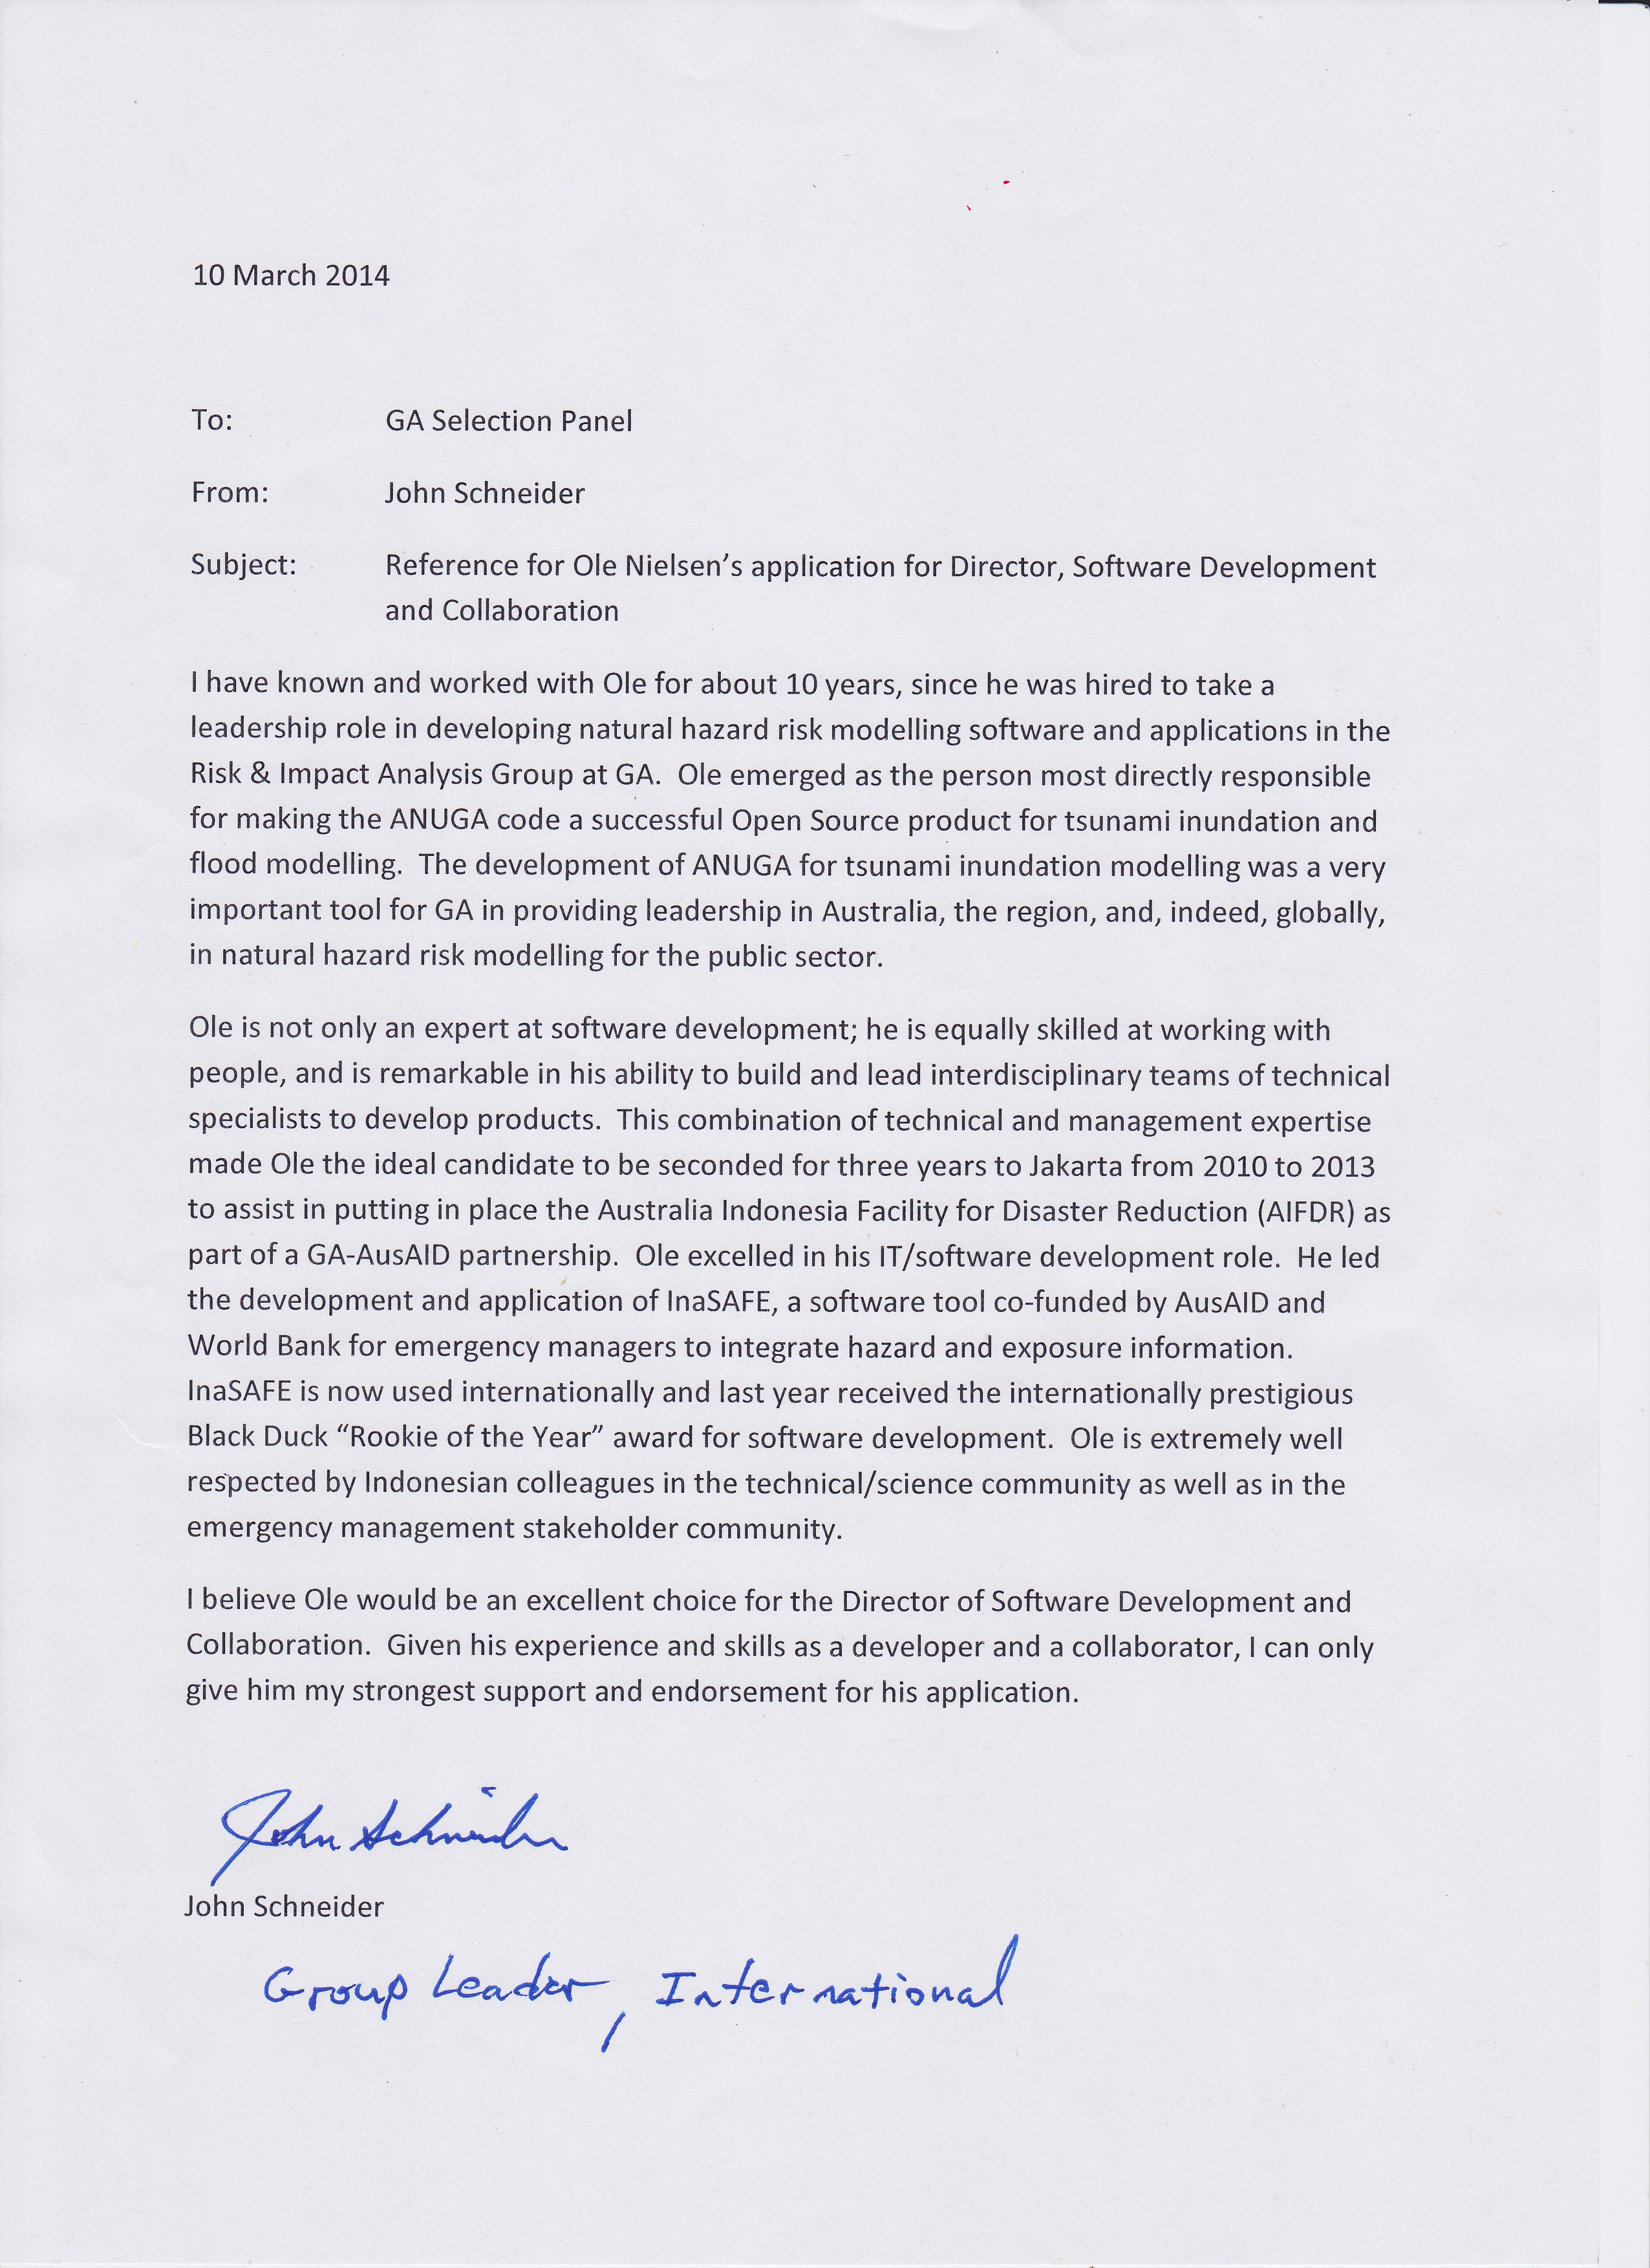 10 March 2014
To: GA Selection Panel
From: John Schneider
Subject: Reference for Ole Nielsen’s application for Director, Software Development
and Collaboration
I have known and worked with Ole for about 10 years, since he was hired to take a
leadership role in developing natural hazard risk modelling software and applications in the
Risk & Impact Analysis Group at GA.  Ole emerged as the person most directly responsible
for making the ANUGA code a successful Open Source product for tsunami inundation and
flood modelling.  The development of ANUGA for tsunami inundation modelling was a very
important tool for GA in providing leadership in Australia, the region, and, indeed, globally,
in natural hazard risk modelling for the public sector.
Ole is not only an expert at software development; he is equally skilled at working with
people, and is remarkable in his ability to build and lead interdisciplinary teams of technical
specialists to develop products.  This combination of technical and management expertise
made Ole the ideal candidate to be seconded for three years to Jakarta from 2010 to 2013
to assist in putting in place the Australia Indonesia Facility for Disaster Reduction (AIFDR) as
part of a GA-AusAID partnership.  Ole excelled in his IT/software development role.  He led
the development and application of InaSAFE, a software tool co-funded by AusAID and
World Bank for emergency managers to integrate hazard and exposure information.
InaSAFE is now used internationally and last year received the internationally prestigious
Black Duck “Rookie of the Year” award for software development.  Ole is extremely well
respected by Indonesian colleagues in the technical/science community as well as in the
emergency management stakeholder community.
I believe Ole would be an excellent choice for the Director of Software Development and
Collaboration.  Given his experience and skills as a developer and a collaborator, I can only
give him my strongest support and endorsement for his application.
John Schneider
John Schneider
Group Leader, International